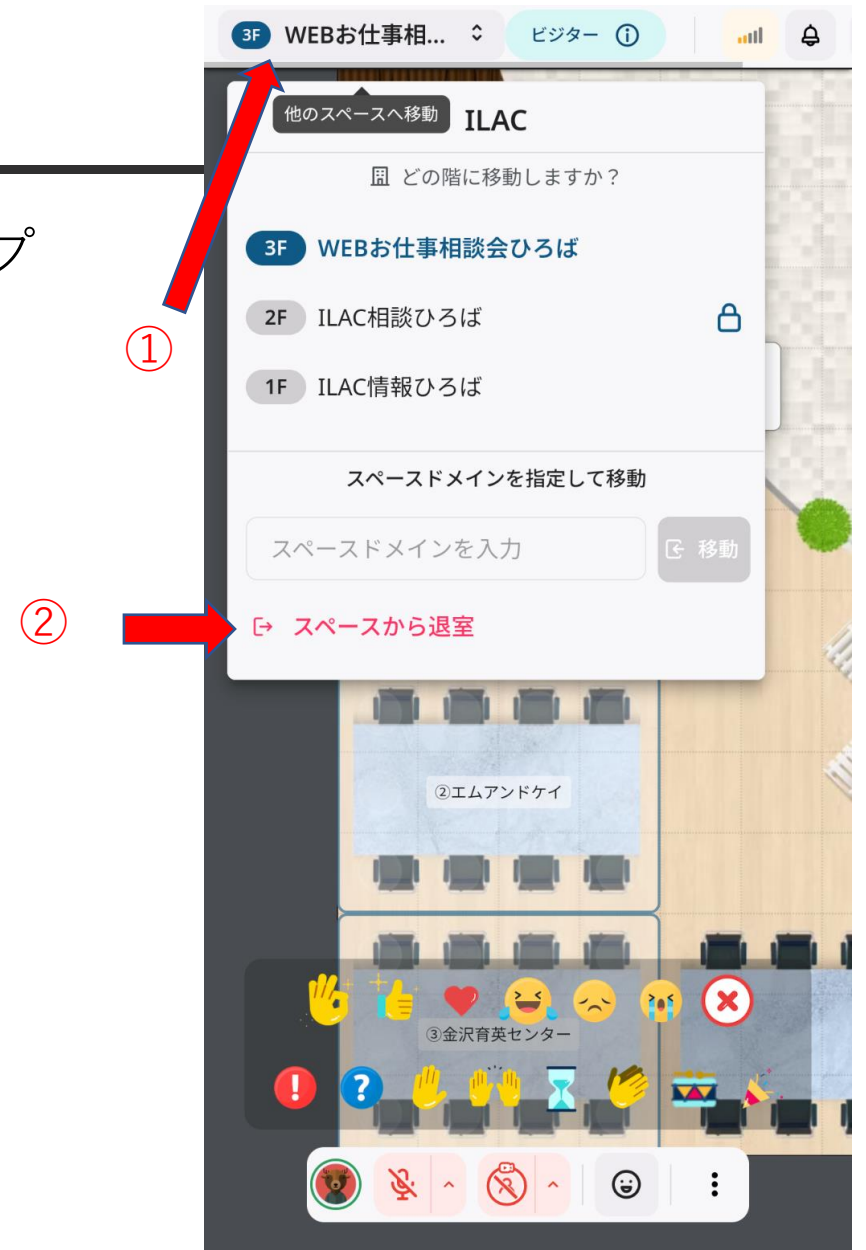 3F WEBお仕事相... ビジター
他のスペースへ移動
ILAC
どの階に移動しますか?
プ
3F WEBお仕事相談会ひろば
2F ILAC相談ひろば
①
1F ILAC情報ひろば
スペースドメインを指定して移動
スペースドメインを入力 移動
②
スペースから退室
②エムアンドケイ
③金沢育英センター